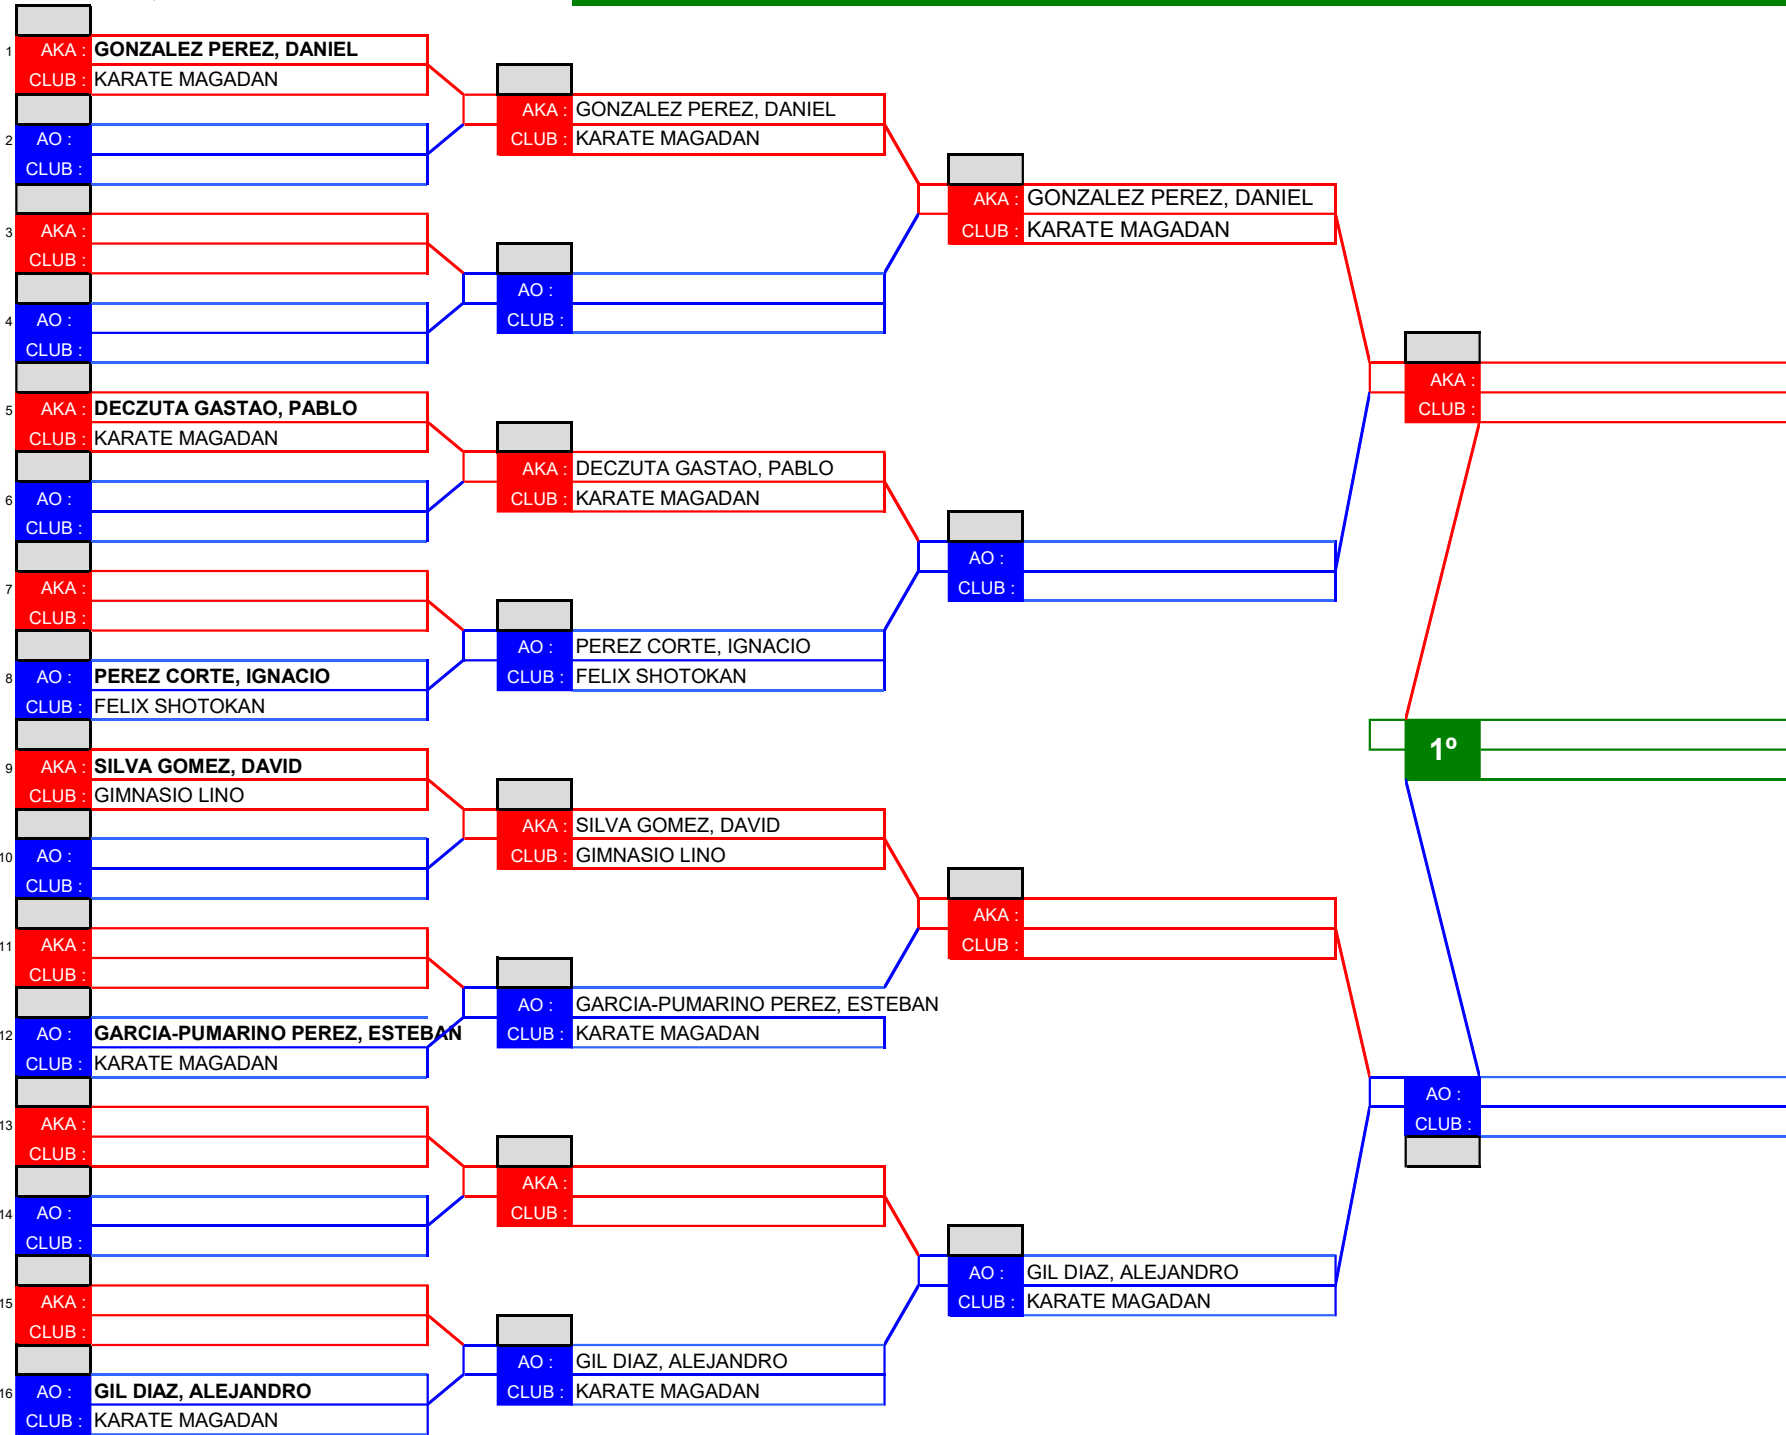 1 AKA : GONZALEZ PEREZ, DANIEL
CLUB : KARATE MAGADAN
2 AO :
CLUB :
3 AKA :
CLUB :
4 AO :
CLUB :
5 AKA : DECZUTA GASTAO, PABLO
CLUB : KARATE MAGADAN
6 AO :
CLUB :
7 AKA :
CLUB :
8 AO : PEREZ CORTE, IGNACIO
CLUB : FELIX SHOTOKAN
9 AKA : SILVA GOMEZ, DAVID
CLUB : GIMNASIO LINO
10 AO :
CLUB :
11 AKA :
CLUB :
12 AO : GARCIA-PUMARINO PEREZ, ESTEBAN
CLUB : KARATE MAGADAN
13 AKA :
CLUB :
14 AO :
CLUB :
15 AKA :
CLUB :
16 AO : GIL DIAZ, ALEJANDRO
CLUB : KARATE MAGADAN
AKA : GONZALEZ PEREZ, DANIEL
CLUB : KARATE MAGADAN
AO :
CLUB :
AKA : DECZUTA GASTAO, PABLO
CLUB : KARATE MAGADAN
AO : PEREZ CORTE, IGNACIO
CLUB : FELIX SHOTOKAN
AKA : SILVA GOMEZ, DAVID
CLUB : GIMNASIO LINO
AO : GARCIA-PUMARINO PEREZ, ESTEBAN
CLUB : KARATE MAGADAN
AKA :
CLUB :
AO : GIL DIAZ, ALEJANDRO
CLUB : KARATE MAGADAN
AKA : GONZALEZ PEREZ, DANIEL
CLUB : KARATE MAGADAN
AO :
CLUB :
AKA :
CLUB :
AO : GIL DIAZ, ALEJANDRO
CLUB : KARATE MAGADAN
AKA :
CLUB :
1º
AO :
CLUB :